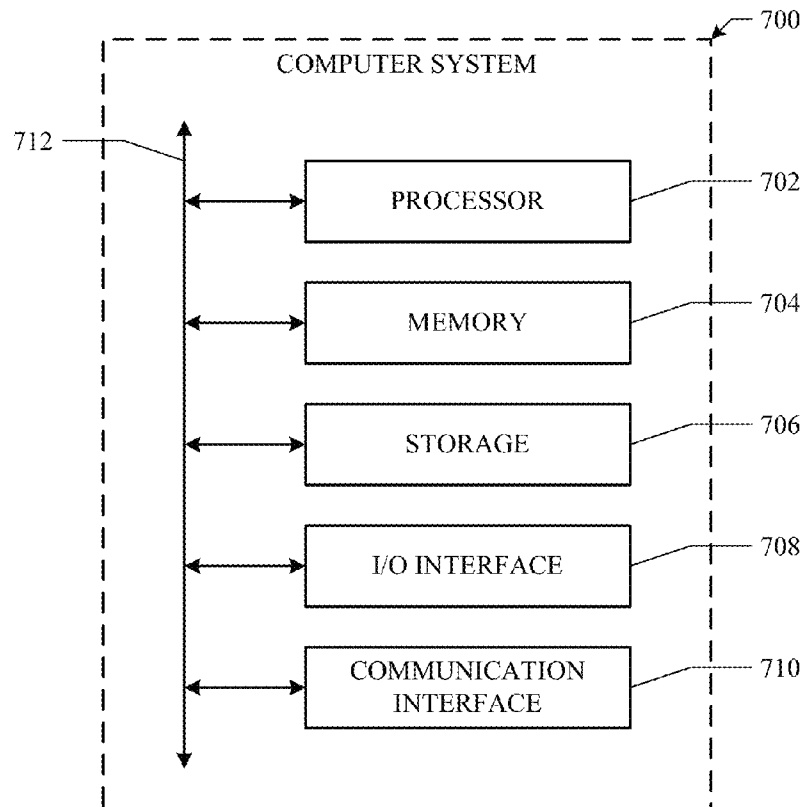 700
COMPUTER SYSTEM
712
PROCESSOR
702
MEMORY
704
STORAGE
706
I/O INTERFACE
708
COMMUNICATION
INTERFACE
710